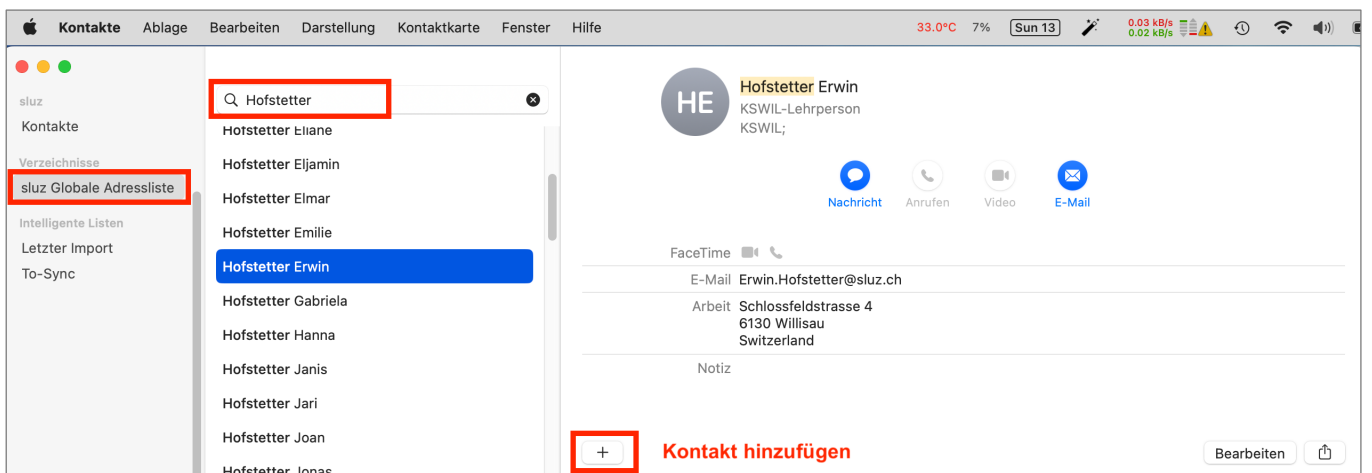 Kontakte Ablage Bearbeiten Darstellung Kontaktkarte Fenster Hilfe 33.0°C 7% Sun 13 0.03 kB/s
0.02 kB/s
sluz
Kontakte
Verzeichnisse
sluz Globale Adressliste
Intelligente Listen
Letzter Import
To-Sync
Hofstetter
Hofstetter Eliane
Hofstetter Eljamin
Hofstetter Elmar
Hofstetter Emilie
Hofstetter Erwin
Hofstetter Gabriela
Hofstetter Hanna
Hofstetter Janis
Hofstetter Jari
Hofstetter Joan
Hofstetter Jonas
HE
Hofstetter Erwin
KSWIL-Lehrperson
KSWIL;
Nachricht Anrufen Video E-Mail
FaceTime
E-Mail Erwin.Hofstetter@sluz.ch
Arbeit Schlossfeldstrasse 4
6130 Willisau
Switzerland
Notiz
+ Kontakt hinzufügen Bearbeiten